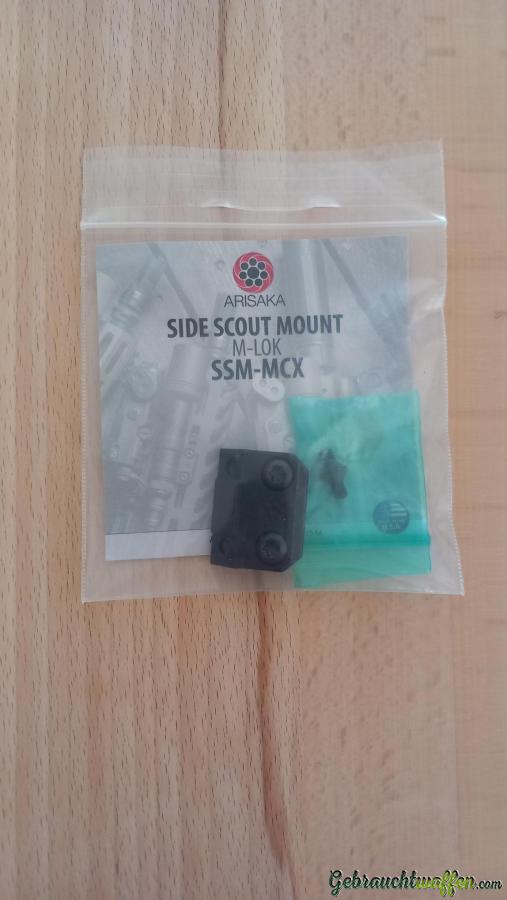 ARISAKA
SIDE SCOUT MOUNT
M-LOK
SSM-MCX
U.S.A.
Gebrauchtwaffen.com